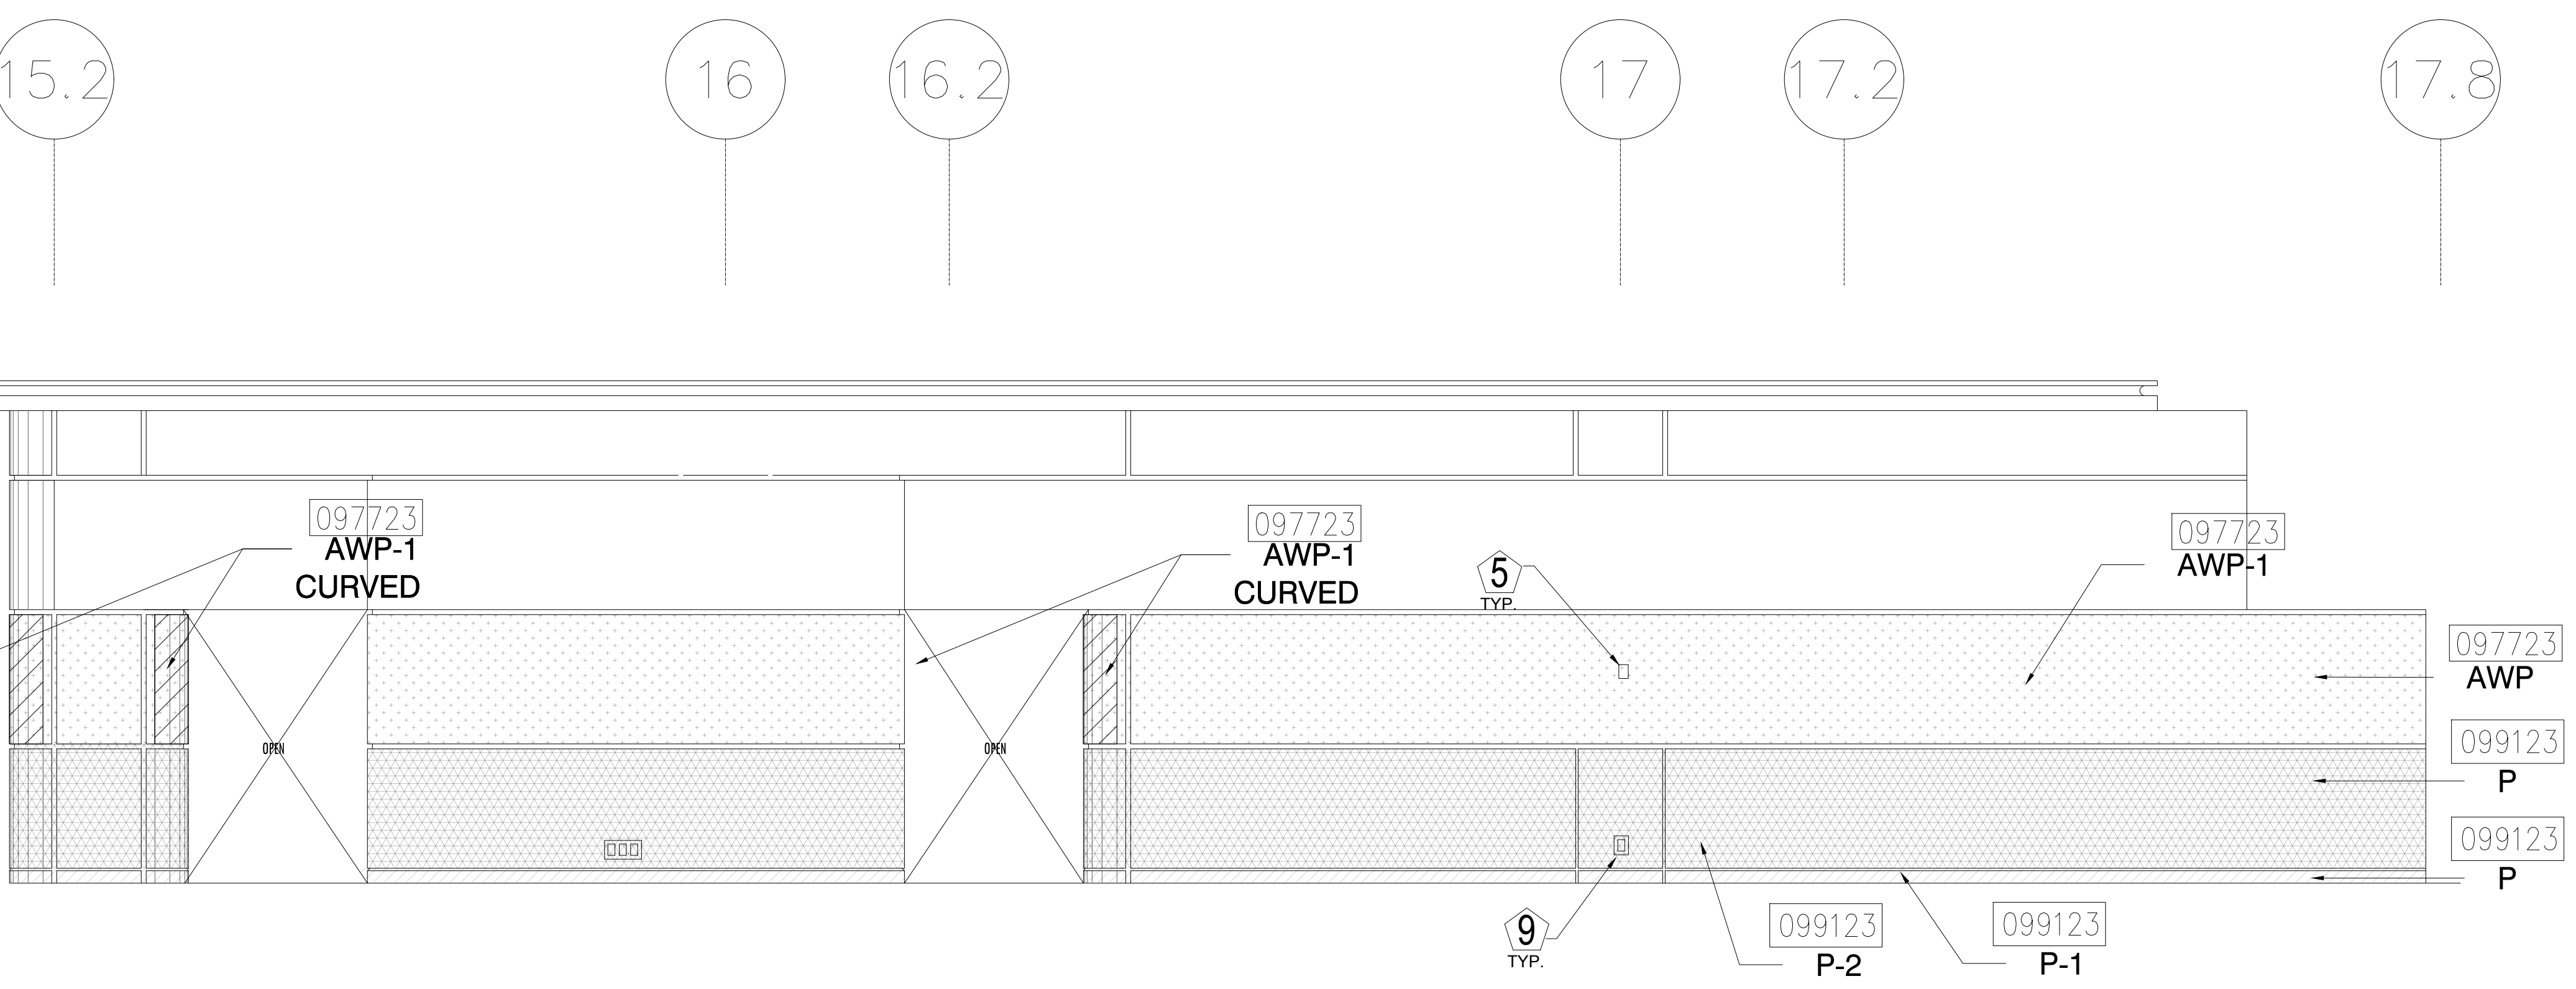 15.2
16
16.2
17
17.2
17.8
097723
AWP-1
CURVED
097723
AWP-1
CURVED
5
TYP.
097723
AWP-1
097723
AWP
099123
P
099123
P
OPEN
OPEN
9
TYP.
099123
P-2
099123
P-1